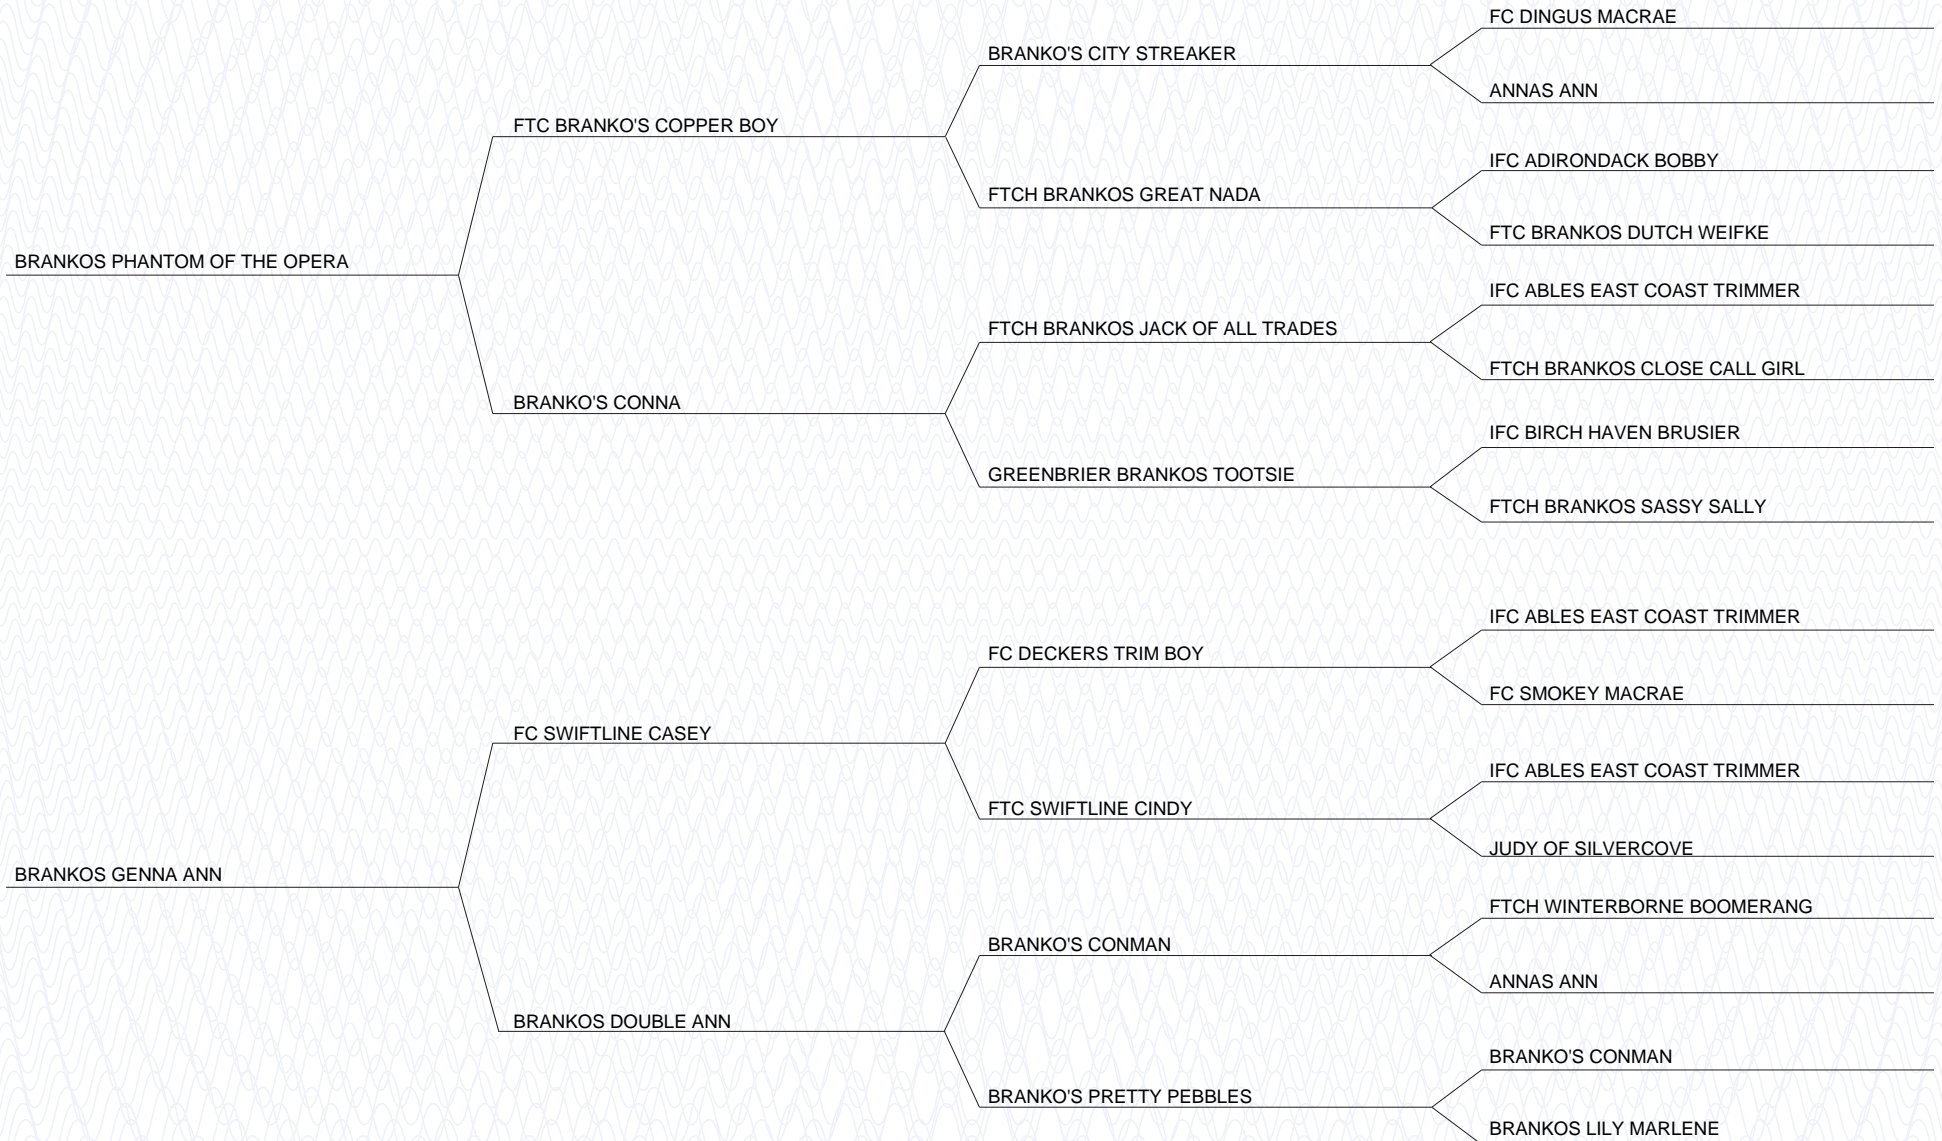 FC DINGUS MACRAE
BRANKO'S CITY STREAKER
ANNAS ANN
FTC BRANKO'S COPPER BOY
IFC ADIRONDACK BOBBY
FTCH BRANKOS GREAT NADA
FTC BRANKOS DUTCH WEIFKE
BRANKOS PHANTOM OF THE OPERA
IFC ABLES EAST COAST TRIMMER
FTCH BRANKOS JACK OF ALL TRADES
FTCH BRANKOS CLOSE CALL GIRL
BRANKO'S CONNA
IFC BIRCH HAVEN BRUSIER
GREENBRIER BRANKOS TOOTSIE
FTCH BRANKOS SASSY SALLY
IFC ABLES EAST COAST TRIMMER
FC DECKERS TRIM BOY
FC SMOKEY MACRAE
FC SWIFTLINE CASEY
IFC ABLES EAST COAST TRIMMER
FTC SWIFTLINE CINDY
JUDY OF SILVERCOVE
BRANKOS GENNA ANN
FTCH WINTERBORNE BOOMERANG
BRANKO'S CONMAN
ANNAS ANN
BRANKOS DOUBLE ANN
BRANKO'S CONMAN
BRANKO'S PRETTY PEBBLES
BRANKOS LILY MARLENE